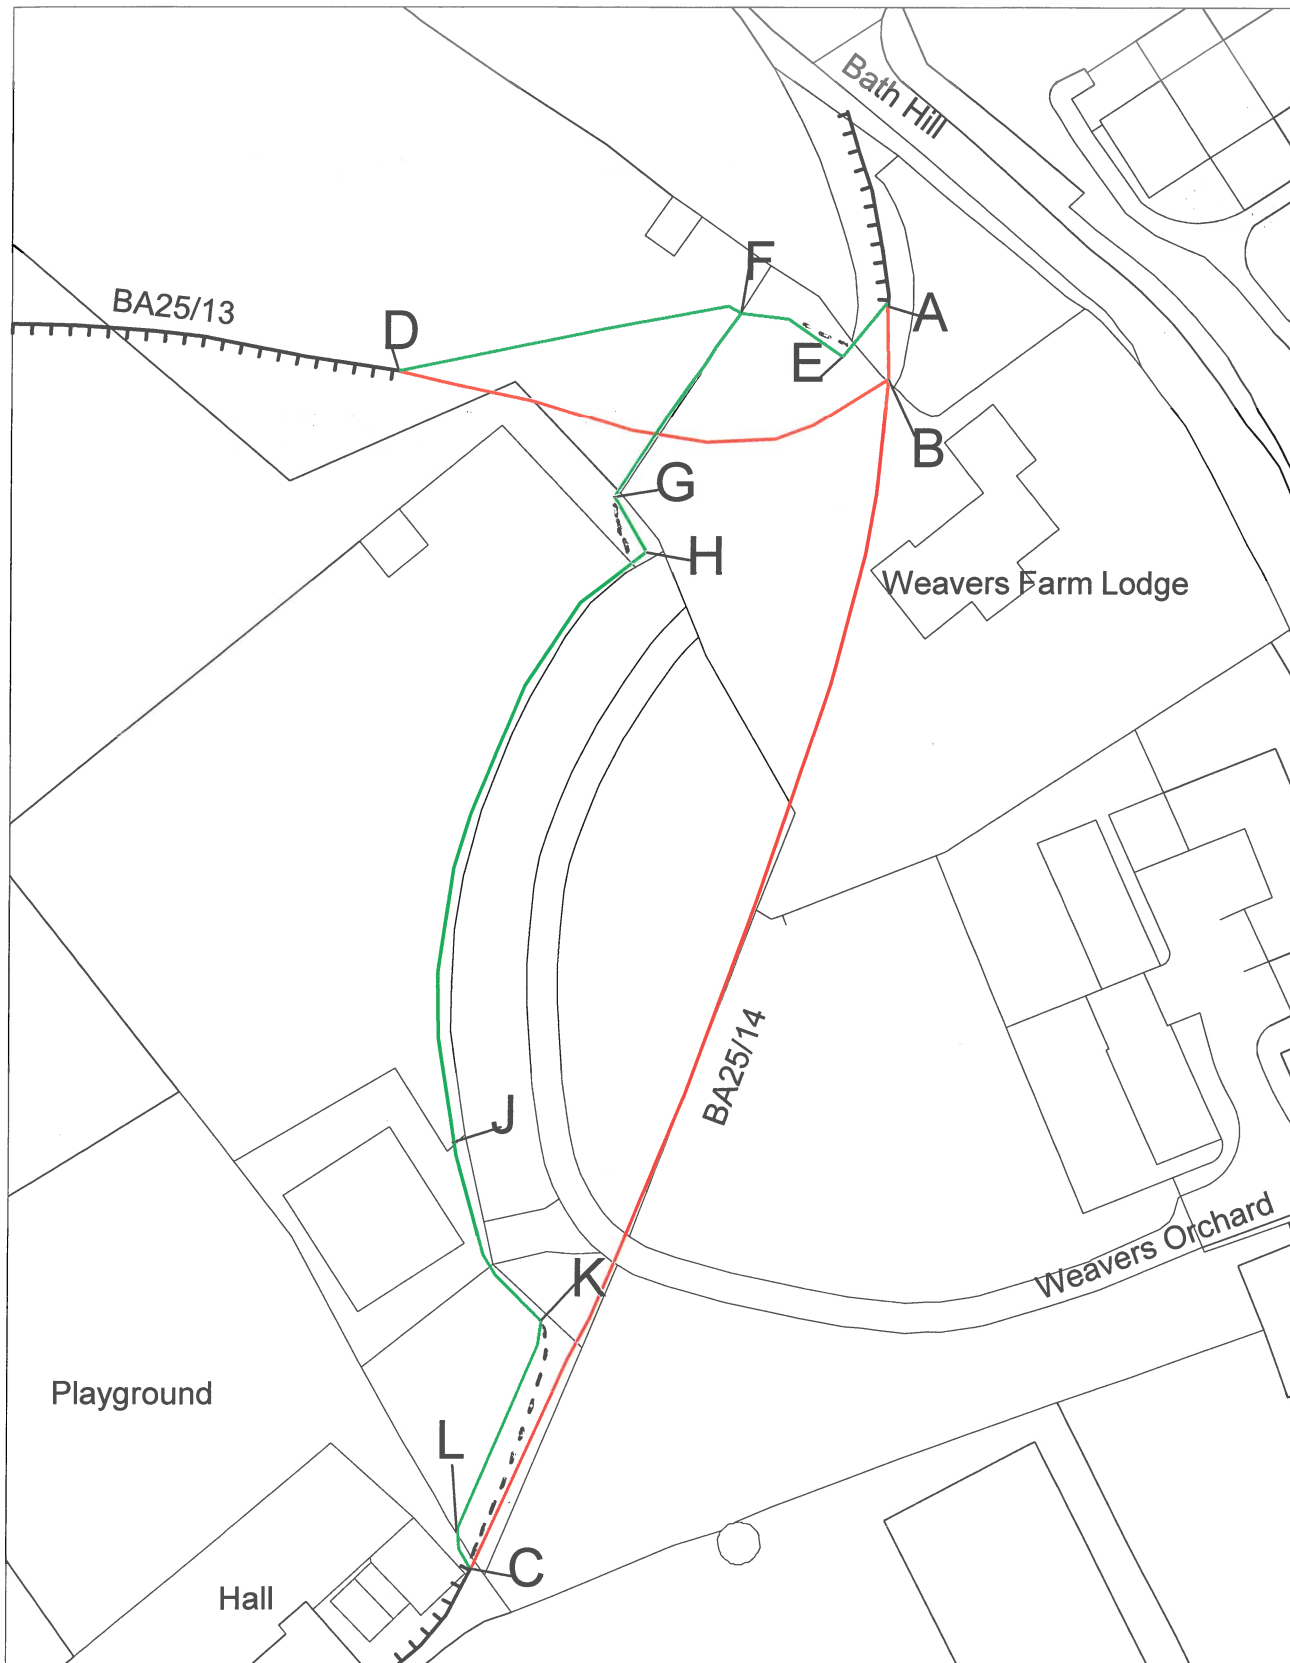 Bath Hill
F
BA25/13
A
D
E
B
G
H
Weavers Farm Lodge
BA25/14
J
Weavers Orchard
K
Playground
L
C
Hall